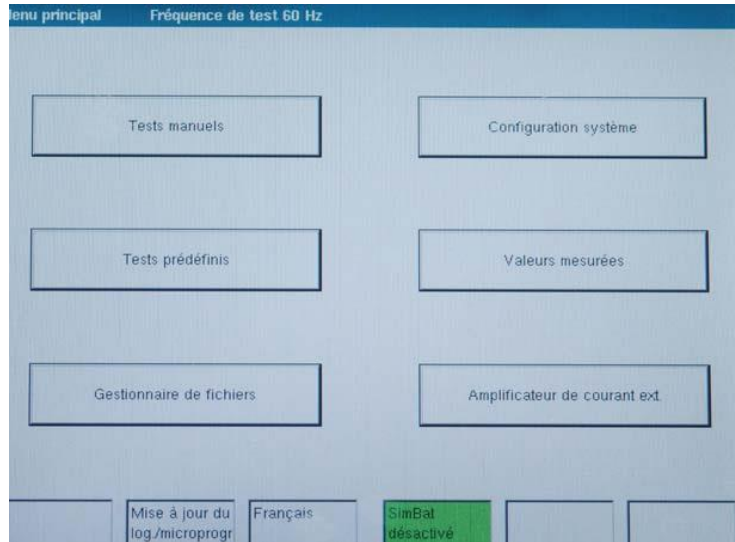 Menu principal Fréquence de test 60 Hz
Tests manuels
Configuration système
Tests prédéfinis
Valeurs mesurées
Gestionnaire de fichiers
Amplificateur de courant ext.
Mise à jour du
log./microprogr
Français
SimBat
désactivé